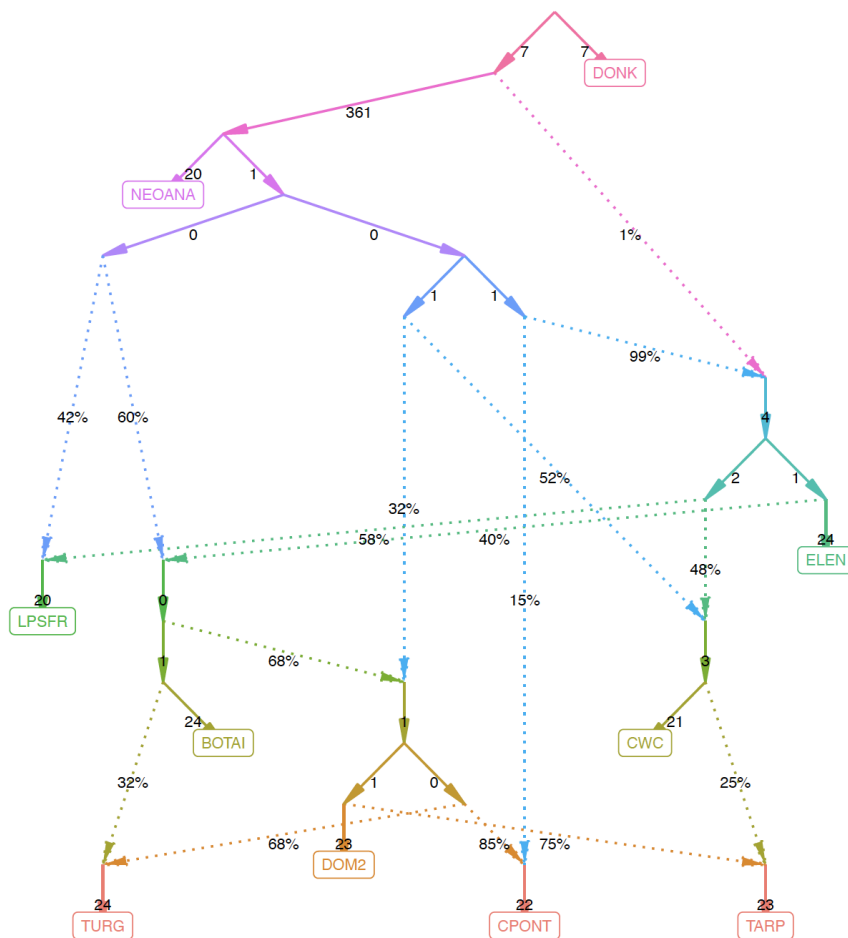 7 7
DONK
361
20 1
NEOANA
0 0
1%
1 1
99%
42% 60% 4
52% 2 1
32%
58% 40% 24
ELEN
48%
20 0 15%
LPSFR
68% 1 3
24 1 21
BOTAI CWC
32% 1 0 25%
68% 23 85% 75%
DOM2
24 22 23
TURG CPONT TARP